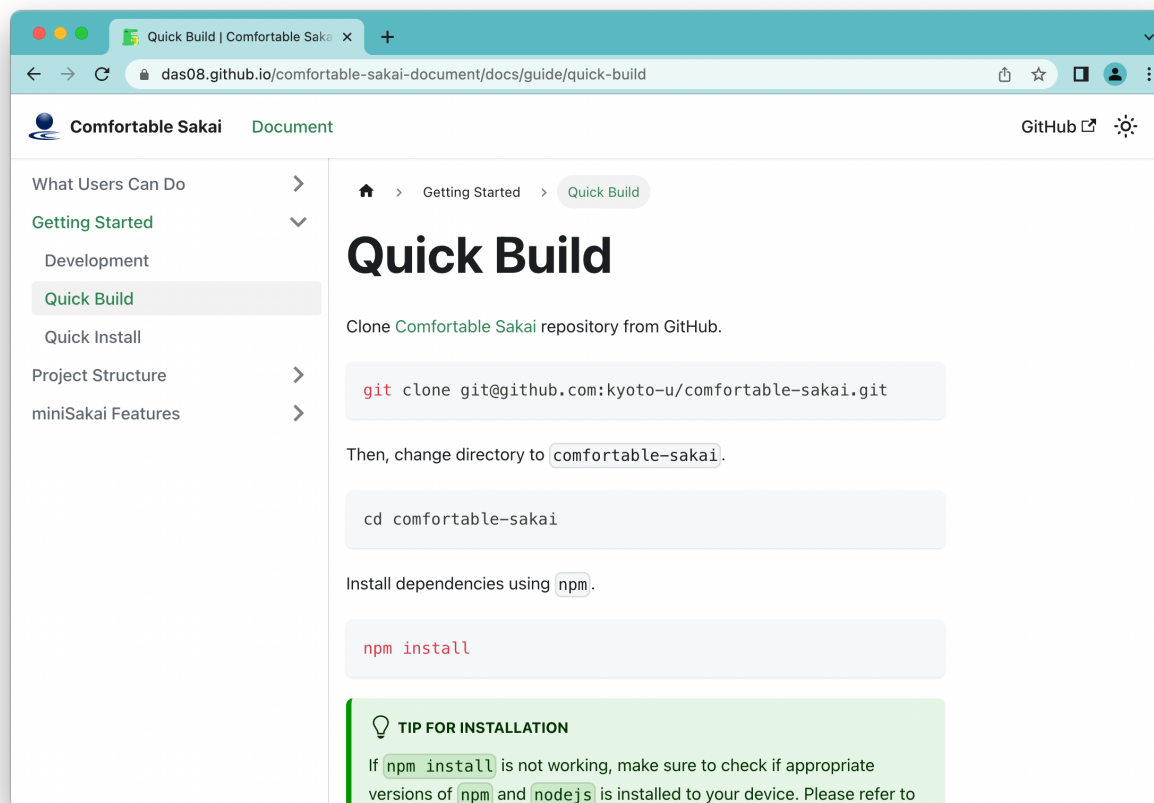 Quick Build | Comfortable Saka
das08.github.io/comfortable-sakai-document/docs/guide/quick-build
Comfortable Sakai Document GitHub
What Users Can Do
Getting Started
Development
Quick Build
Quick Install
Project Structure
miniSakai Features
Getting Started > Quick Build
Quick Build
Clone Comfortable Sakai repository from GitHub.
git clone git@github.com:kyoto-u/comfortable-sakai.git
Then, change directory to comfortable-sakai.
cd comfortable-sakai
Install dependencies using npm.
npm install
TIP FOR INSTALLATION
If npm install is not working, make sure to check if appropriate
versions of npm and nodejs is installed to your device. Please refer to